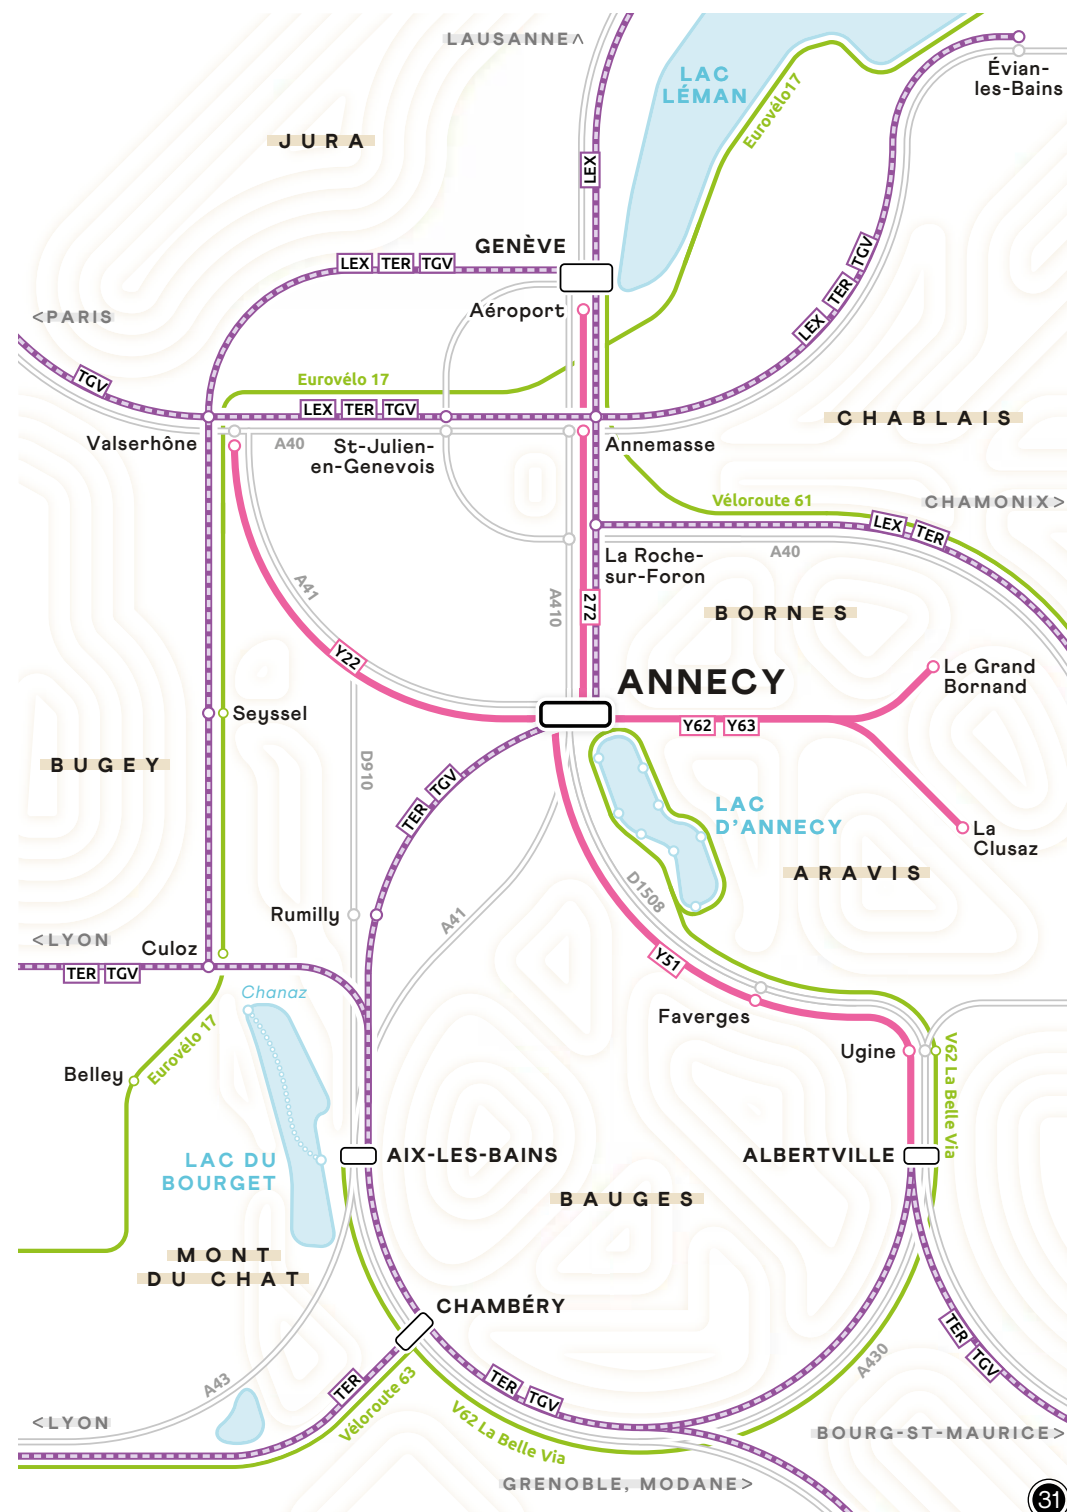 LAUSANNE>
LAC
LÉMAN
Eurovélo17
Évian-
les-Bains
JURA
LEX
GENÈVE
LEX TER TGV
LEX TER TGV
Aéroport
<PARIS
TGV
Eurovélo 17
LEX TER TGV
CHABLAIS
Valserhône
A40
St-Julien-
en-Genevois
Annemasse
Véloroute 61
CHAMONIX>
LEX TER
La Roche-
sur-Foron
A40
A41
A410
272
BORNES
Y22
ANNECY
Le Grand
Bornand
Seyssel
Y62 Y63
BUGEY
D910
TER TGV
LAC
D'ANNECY
La
Clusaz
ARAVIS
D1508
Rumilly
A41
<LYON
Culoz
TER TGV
Y51
Chanaz
Faverges
Eurovélo 17
Ugine
Belley
V62 La Belle Via
LAC DU
BOURGET
AIX-LES-BAINS
ALBERTVILLE
BAUGES
MONT
DU CHAT
CHAMBÉRY
TER TGV
A430
A43
TER
Véloroute 63
TER TGV
V62 La Belle Via
<LYON
BOURG-ST-MAURICE>
GRENOBLE, MODANE>
31